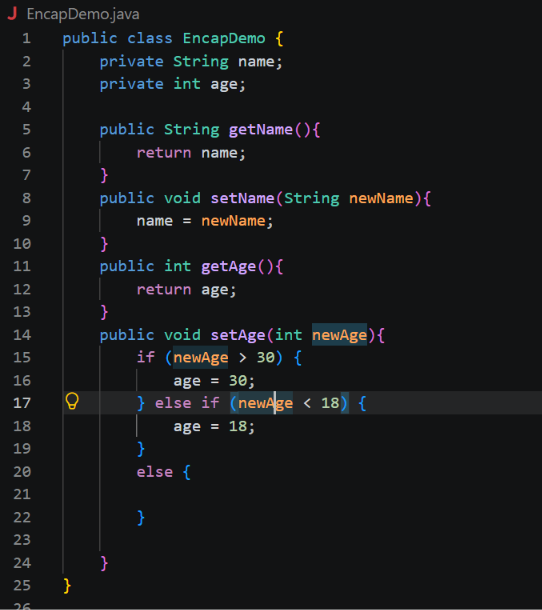 J EncapDemo.java
1 public class EncapDemo {
2     private String name;
3     private int age;
4
5     public String getName(){
6         return name;
7     }
8     public void setName(String newName){
9         name = newName;
10     }
11     public int getAge(){
12         return age;
13     }
14     public void setAge(int newAge){
15         if (newAge > 30) {
16             age = 30;
17         } else if (newAge < 18) {
18             age = 18;
19         }
20         else {
21
22         }
23
24     }
25 }
26